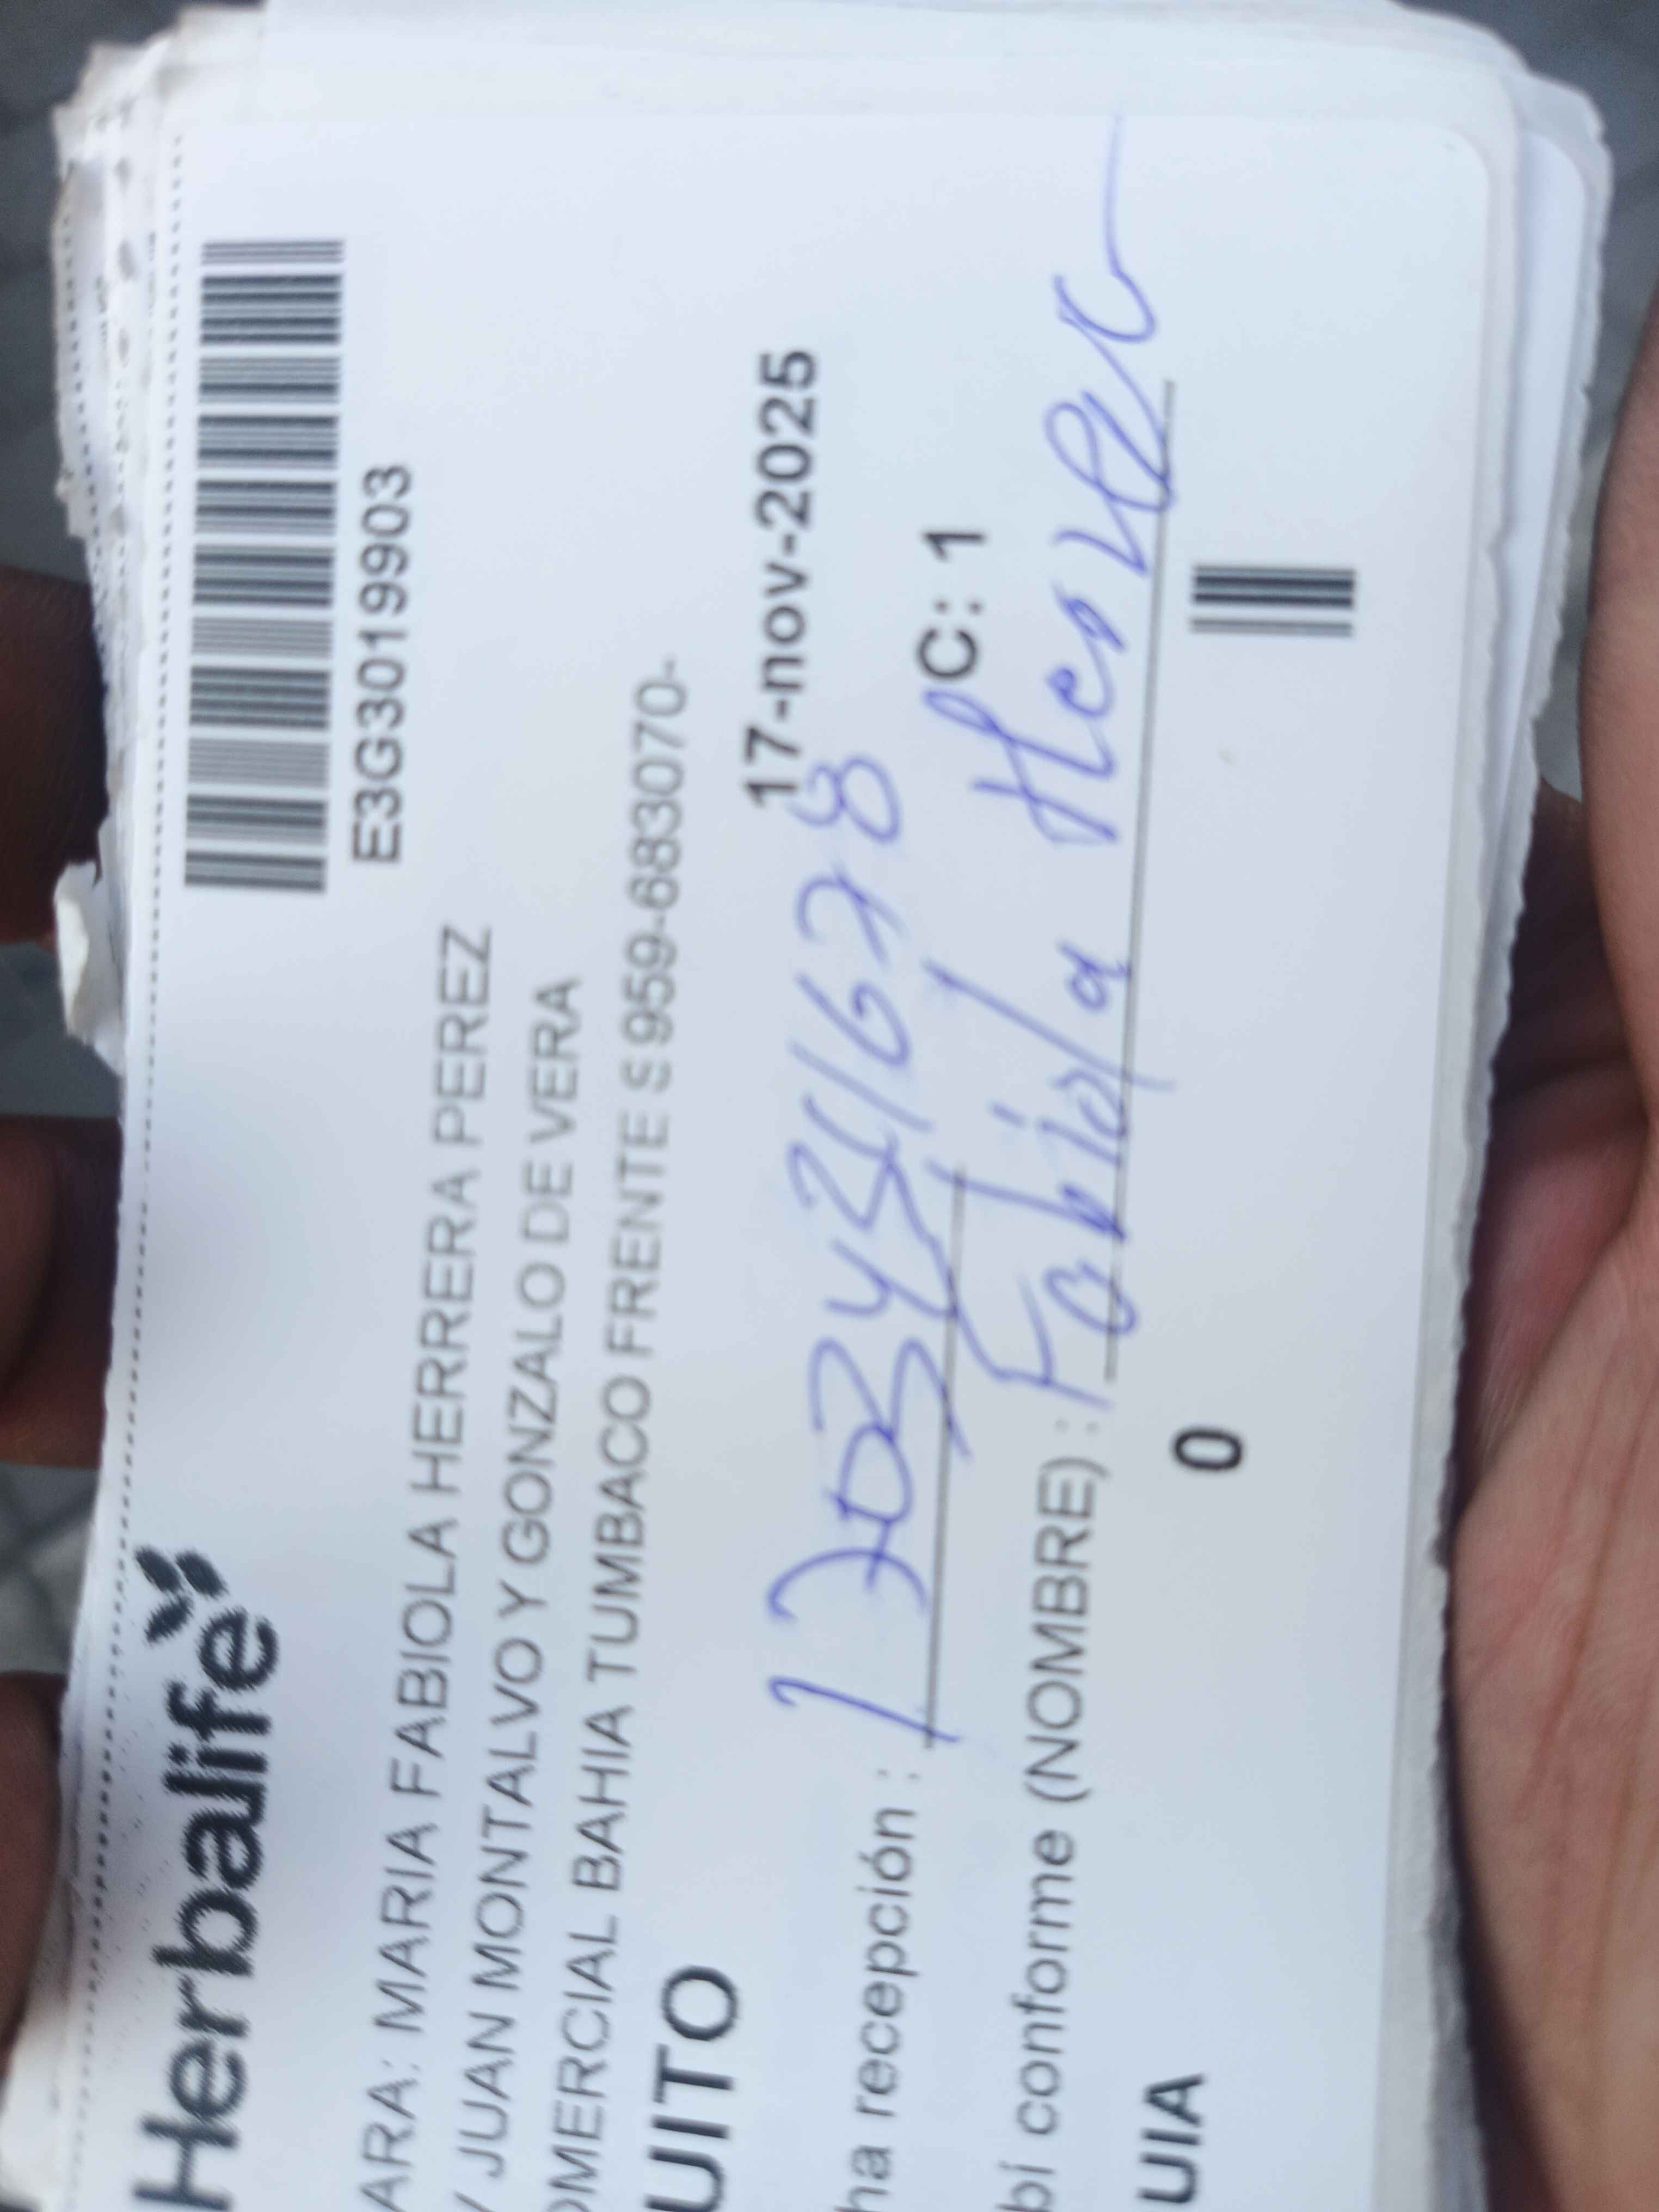 Herbalife
E3G3019903
ARA: MARIA FABIOLA HERRERA PEREZ
Y JUAN MONTALVO Y GONZALO DE VERA
OMERCIAL BAHIA TUMBACO FRENTE S 959-683070-
UITO
17-nov-2025
ha recepción :
C: 1
bí conforme (NOMBRE) : Fabiola Herrera
0
UIA